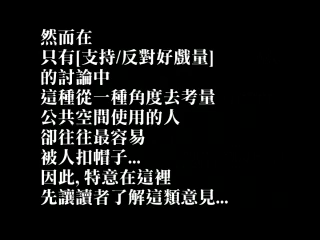 然而在
只有[支持/反對好戲量]
的討論中
這種從一種角度去考量
公共空間使用的人
卻往往最容易
被人扣帽子...
因此, 特意在這裡
先讓讀者了解這類意見...